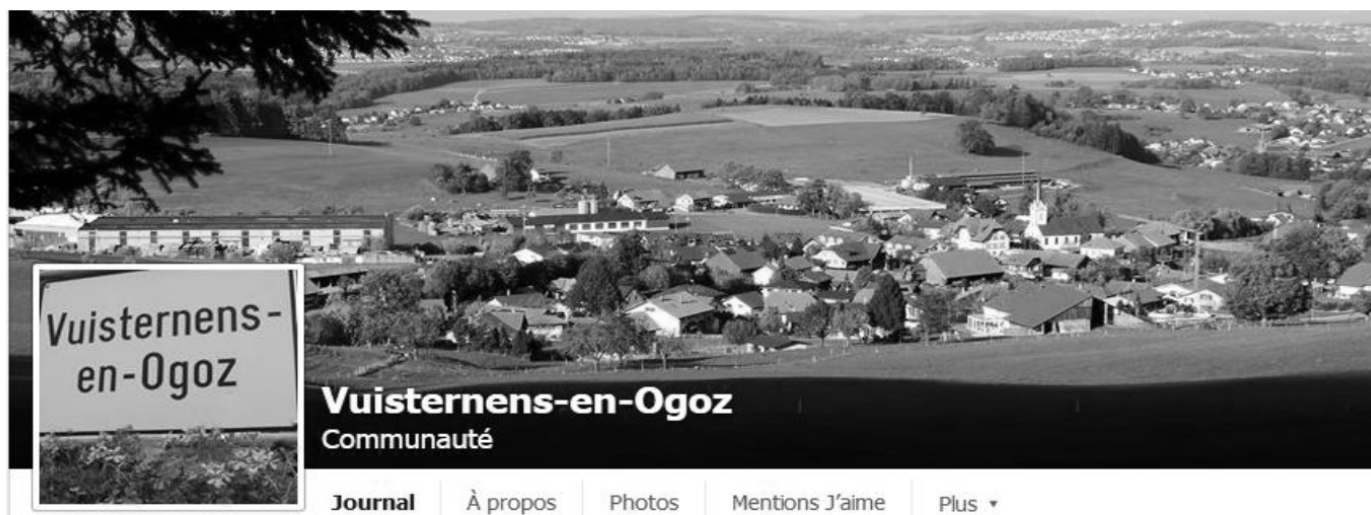 Vuisternens-
en-Ogoz
Vuisternens-en-Ogoz
Communauté
Journal À propos Photos Mentions J'aime Plus